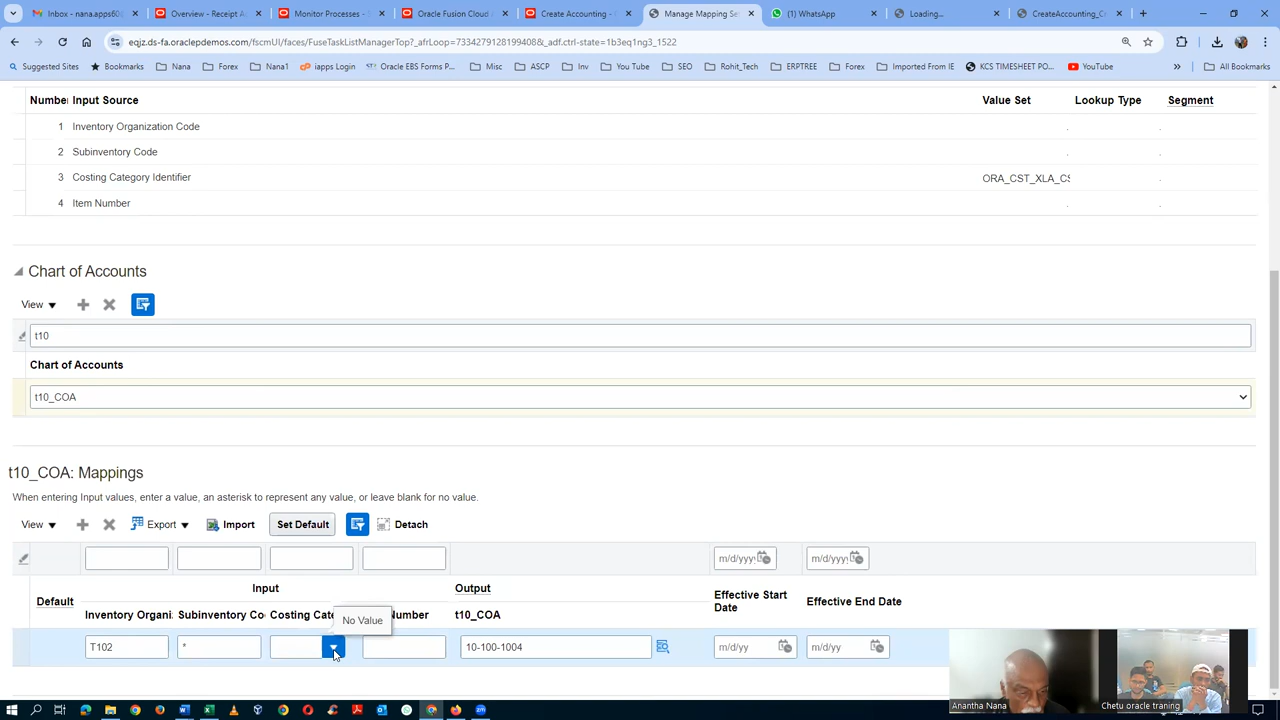 Inbox - nana.aeroprises
Overview - Receipt A
Monitor Processes - S
Oracle Fusion Cloud A
Create Accounting -
Manage Mapping Se
(1) WhatsApp
Loading...
CreateAccounting_C
eqjz.ds-fa.oraclepdemos.com/fscmUI/faces/FuseTaskListManagerTop?_afrLoop=7334279128199408&_adf.ctrl-state=1b3eq1ng3_1522
Suggested Sites
Bookmarks
Nana
Forex
Nana1
iapps Login
Oracle EBS Forms P...
Misc
ASCP
Inv
You Tube
SEO
Rohit_Tech
ERPTREE
Forex
Imported From IE
KCS TIMESHEET PO...
YouTube
»
All Bookmarks
Numbe Input Source Value Set Lookup Type Segment
1 Inventory Organization Code
2 Subinventory Code
3 Costing Category Identifier ORA_CST_XLA_CS
4 Item Number
Chart of Accounts
View
t10
Chart of Accounts
t10_COA
t10_COA: Mappings
When entering Input values, enter a value, an asterisk to represent any value, or leave blank for no value.
View Export Import Set Default Detach
m/d/yyy m/d/yyy
Default Input Output Effective Start Date Effective End Date
Inventory Organi Subinventory Co Costing Cate Number t10_COA
No Value
T102 * 10-100-1004 m/d/yy m/d/yy
Anantha Nana
Chetu oracle traning